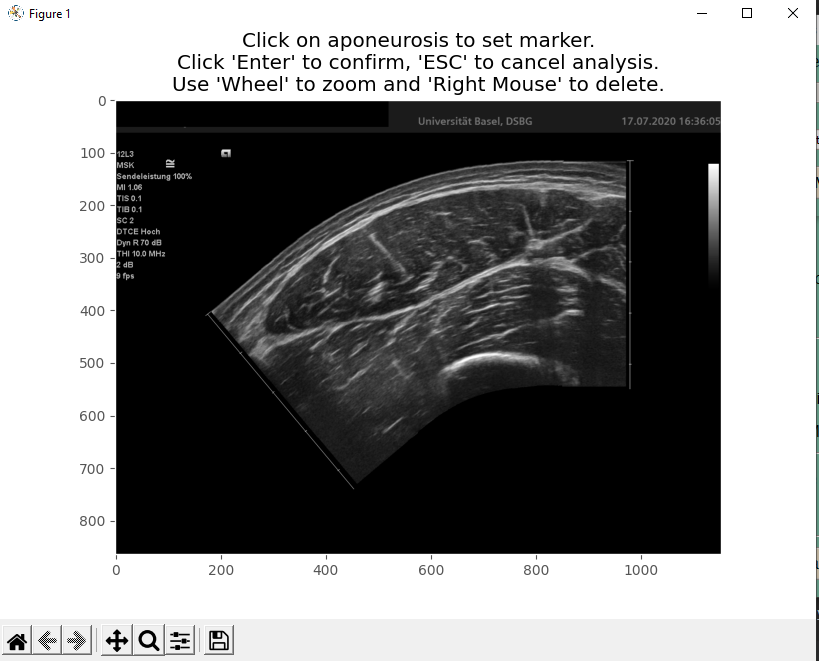 Figure 1
Click on aponeurosis to set marker.
Click 'Enter' to confirm, 'ESC' to cancel analysis.
Use 'Wheel' to zoom and 'Right Mouse' to delete.
0
100
200
300
400
500
600
700
800
Universität Basel, DSBG 17.07.2020 16:36:05
12L3
MSK
Sendeleistung 100%
MI 1.06
TIS 0.1
TIB 0.1
SC 2
DTCE Hoch
Dyn R 70 dB
THI 10.0 MHz
2 dB
9 fps
0 200 400 600 800 1000